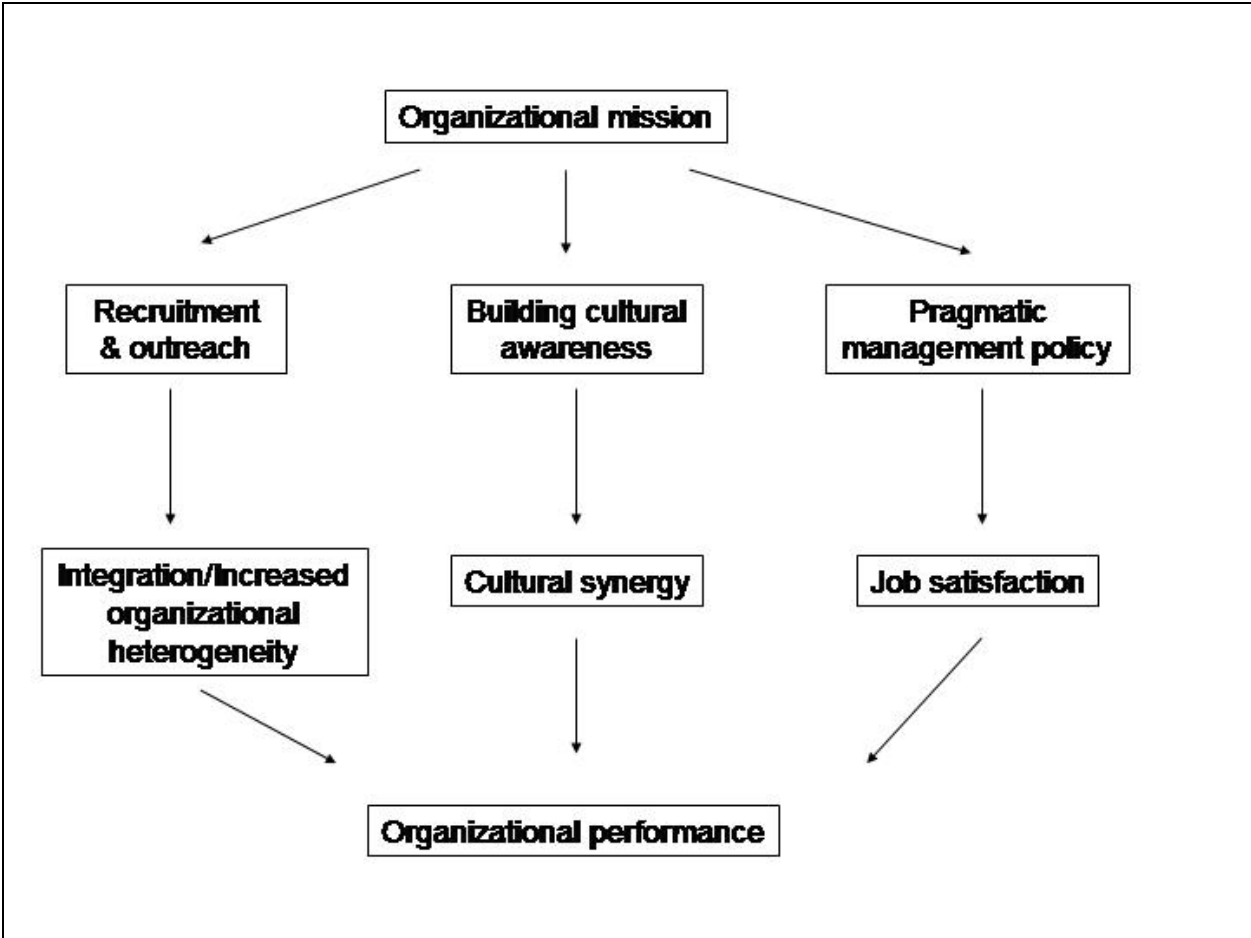 Organizational mission
Recruitment
& outreach
Building cultural
awareness
Pragmatic
management policy
Integration/Increased
organizational
heterogeneity
Cultural synergy
Job satisfaction
Organizational performance